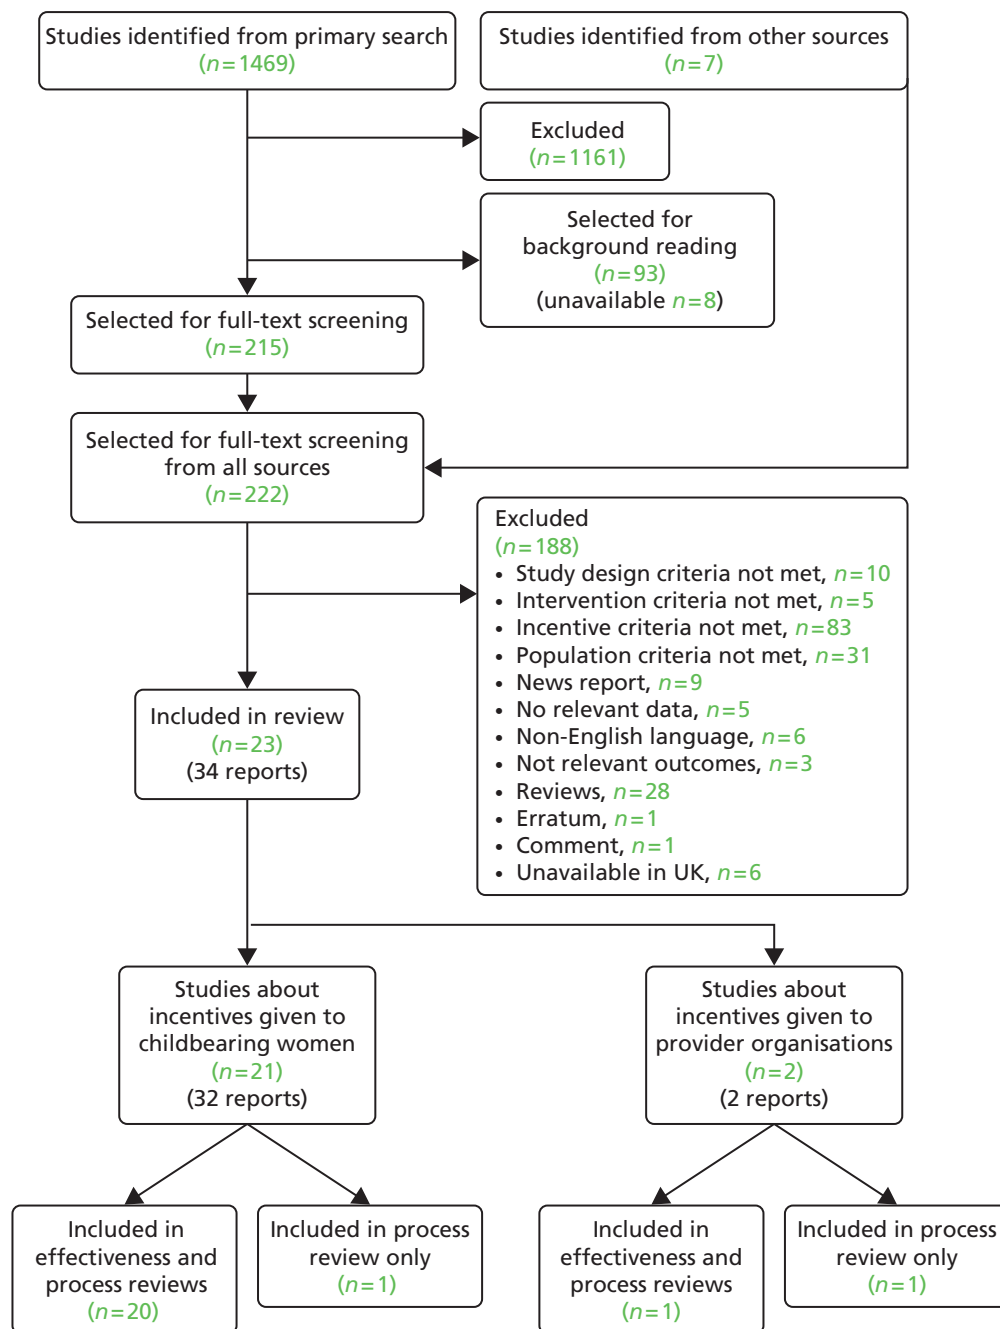 Studies identified from primary search
(n=1469)
Studies identified from other sources
(n=7)
Excluded
(n=1161)
Selected for
background reading
(n=93)
(unavailable n=8)
Selected for full-text screening
(n=215)
Selected for full-text screening
from all sources
(n=222)
Excluded
(n=188)
• Study design criteria not met, n=10
• Intervention criteria not met, n=5
• Incentive criteria not met, n=83
• Population criteria not met, n=31
• News report, n=9
• No relevant data, n=5
• Non-English language, n=6
• Not relevant outcomes, n=3
• Reviews, n=28
• Erratum, n=1
• Comment, n=1
• Unavailable in UK, n=6
Included in review
(n=23)
(34 reports)
Studies about
incentives given to
childbearing women
(n=21)
(32 reports)
Studies about
incentives given to
provider organisations
(n=2)
(2 reports)
Included in
effectiveness and
process reviews
(n=20)
Included in process
review only
(n=1)
Included in
effectiveness and
process reviews
(n=1)
Included in process
review only
(n=1)